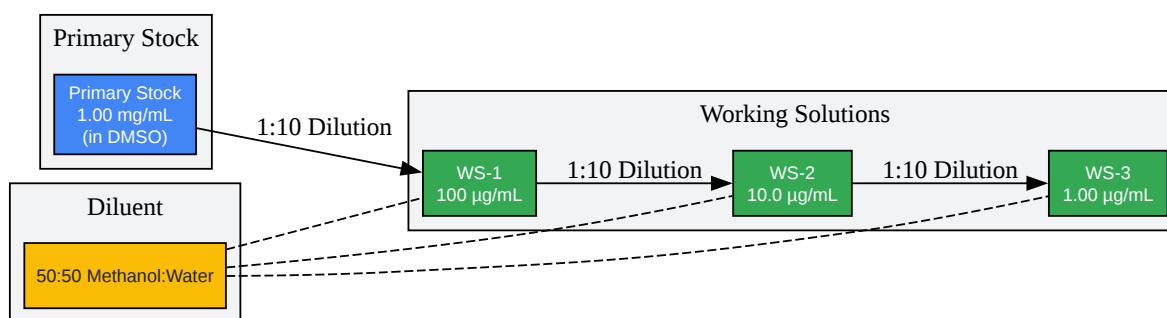 Primary Stock
Primary Stock
1.00 mg/mL
(in DMSO)
1:10 Dilution
Working Solutions
WS-1
100 µg/mL
1:10 Dilution
WS-2
10.0 µg/mL
1:10 Dilution
WS-3
1.00 µg/mL
Diluent
50:50 Methanol:Water